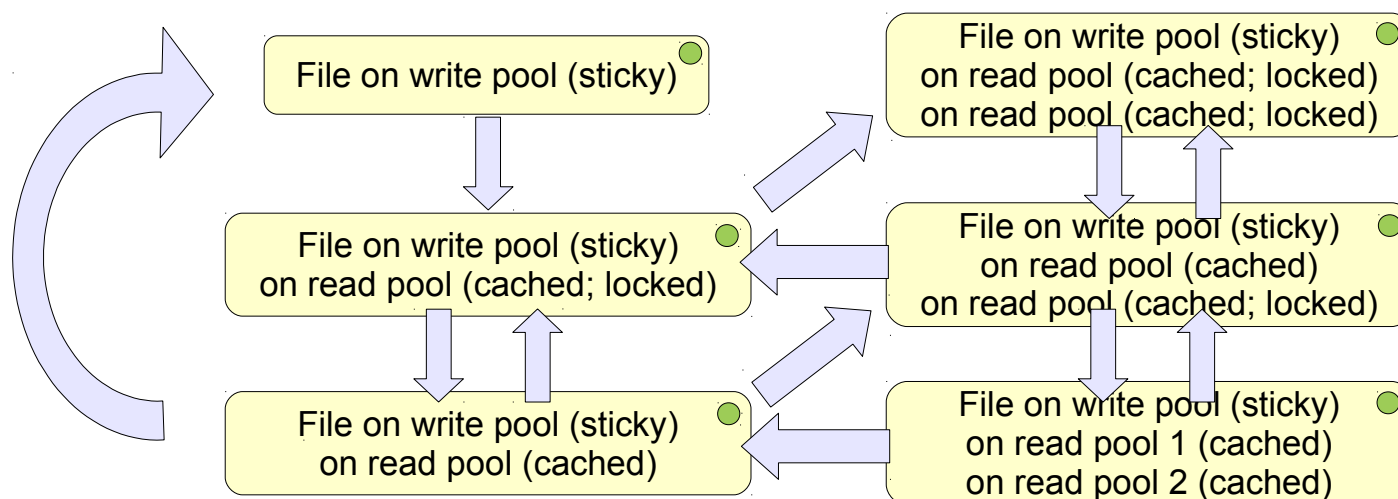 File on write pool (sticky)
File on write pool (sticky)
on read pool (cached; locked)
File on write pool (sticky)
on read pool (cached)
File on write pool (sticky)
on read pool (cached; locked)
on read pool (cached; locked)
File on write pool (sticky)
on read pool (cached)
on read pool (cached; locked)
File on write pool (sticky)
on read pool 1 (cached)
on read pool 2 (cached)